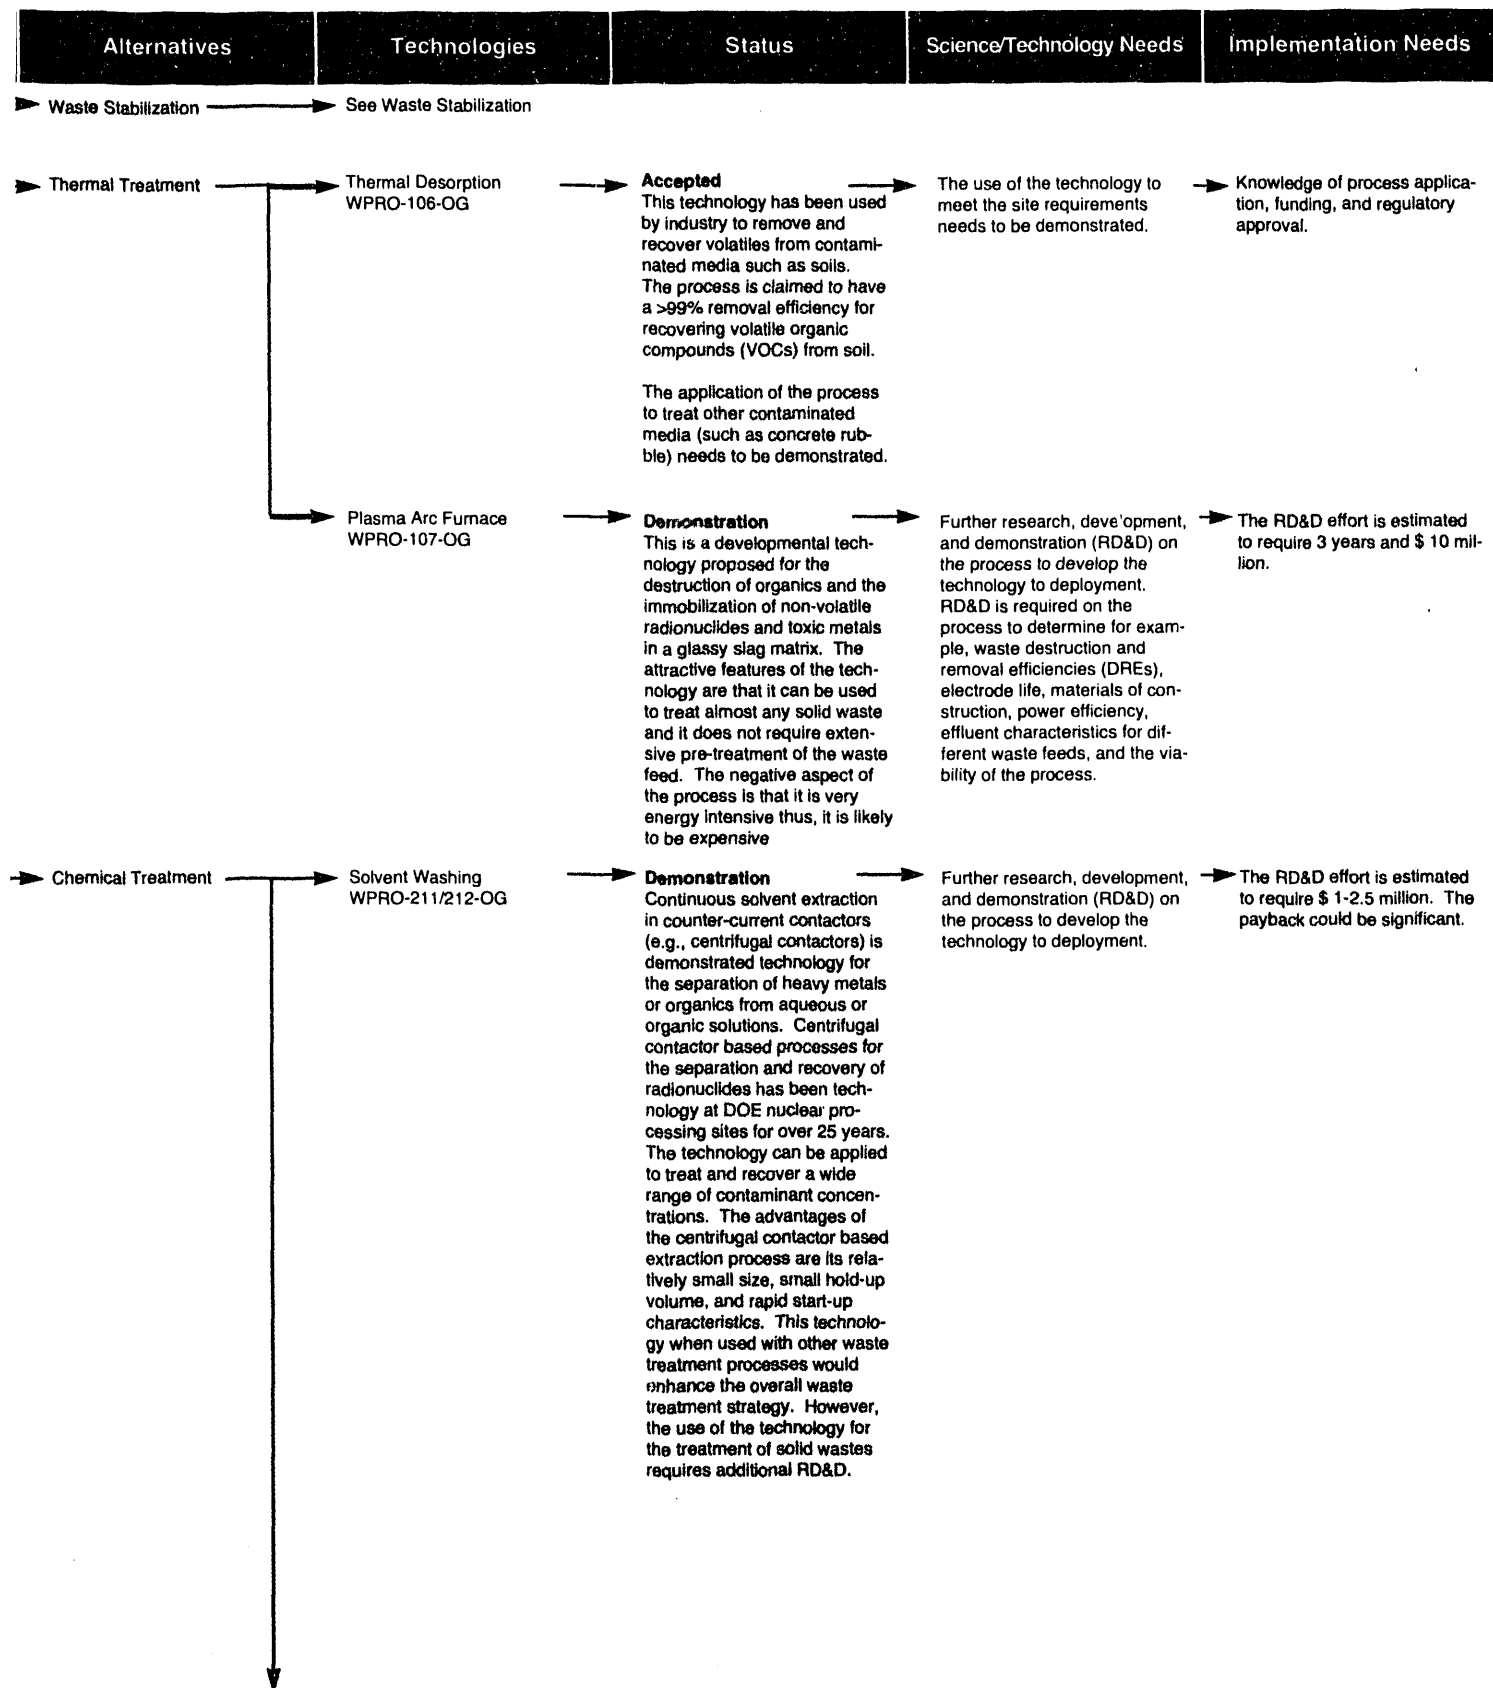 Alternatives
Technologies
Status
Science/Technology Needs
Implementation Needs
Waste Stabilization
See Waste Stabilization
Thermal Treatment
Thermal Desorption
WPRO-106-OG
Accepted
This technology has been used
by industry to remove and
recover volatiles from contami-
nated media such as soils.
The process is claimed to have
a >99% removal efficiency for
recovering volatile organic
compounds (VOCs) from soil.
The application of the process
to treat other contaminated
media (such as concrete rub-
ble) needs to be demonstrated.
The use of the technology to
meet the site requirements
needs to be demonstrated.
Knowledge of process applica-
tion, funding, and regulatory
approval.
Plasma Arc Furnace
WPRO-107-OG
Demonstration
This is a developmental tech-
nology proposed for the
destruction of organics and the
immobilization of non-volatile
radionuclides and toxic metals
in a glassy slag matrix. The
attractive features of the tech-
nology are that it can be used
to treat almost any solid waste
and it does not require exten-
sive pre-treatment of the waste
feed. The negative aspect of
the process is that it is very
energy intensive thus, it is likely
to be expensive
Further research, deve'opment,
and demonstration (RD&D) on
the process to develop the
technology to deployment.
RD&D is required on the
process to determine for exam-
ple, waste destruction and
removal efficiencies (DREs),
electrode life, materials of con-
struction, power efficiency,
effluent characteristics for dif-
ferent waste feeds, and the via-
bility of the process.
The RD&D effort is estimated
to require 3 years and $ 10 mil-
lion.
Chemical Treatment
Solvent Washing
WPRO-211/212-OG
Demonstration
Continuous solvent extraction
in counter-current contactors
(e.g., centrifugal contactors) is
demonstrated technology for
the separation of heavy metals
or organics from aqueous or
organic solutions. Centrifugal
contactor based processes for
the separation and recovery of
radionuclides has been tech-
nology at DOE nuclear pro-
cessing sites for over 25 years.
The technology can be applied
to treat and recover a wide
range of contaminant concen-
trations. The advantages of
the centrifugal contactor based
extraction process are its rela-
tively small size, small hold-up
volume, and rapid start-up
characteristics. This technolo-
gy when used with other waste
treatment processes would
enhance the overall waste
treatment strategy. However,
the use of the technology for
the treatment of solid wastes
requires additional RD&D.
Further research, development,
and demonstration (RD&D) on
the process to develop the
technology to deployment.
The RD&D effort is estimated
to require $ 1-2.5 million. The
payback could be significant.